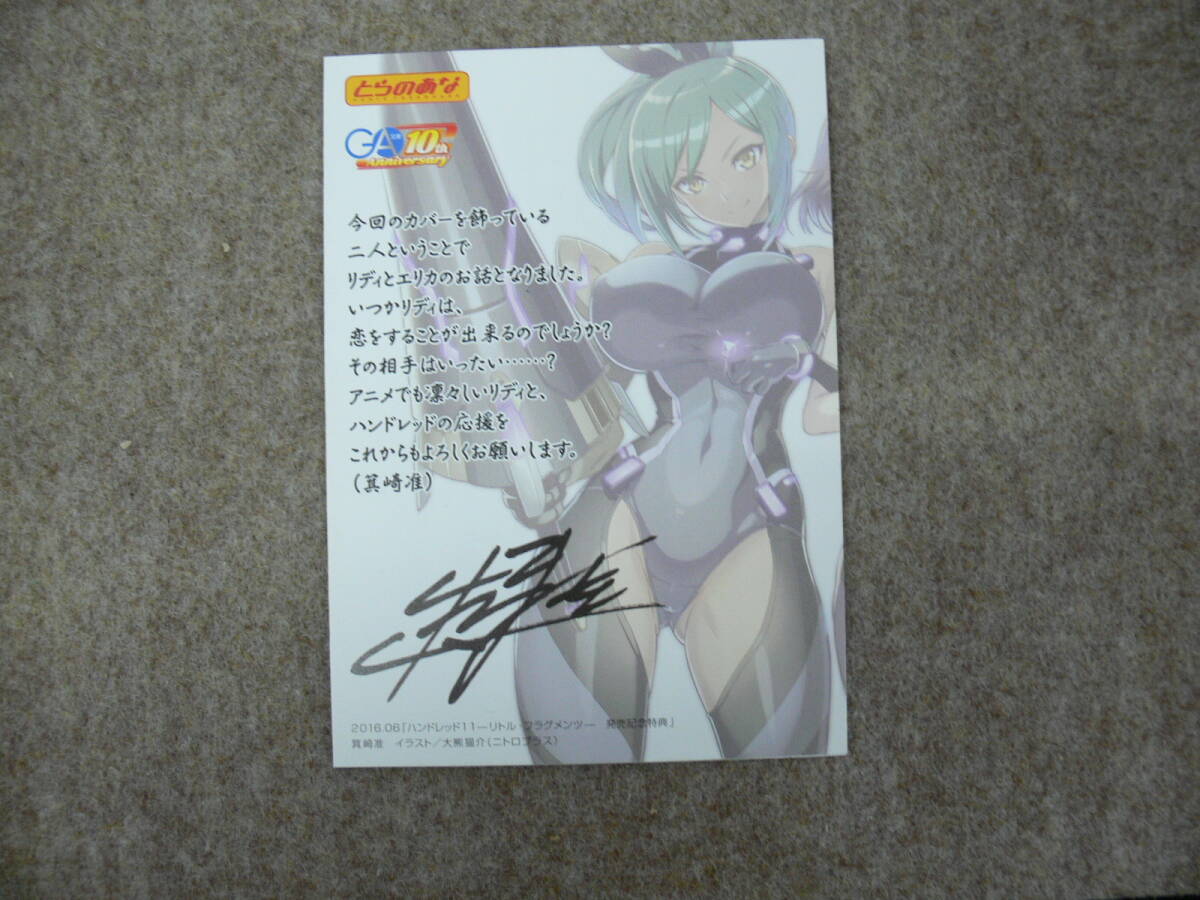 とらのあな
GA文庫 10th
Anniversary
今回のカバーを飾っている
二人ということで
リディとエリカのお話となりました。
いつかリディは、
恋をすることが出来るのでしょうか?
その相手はいったい……?
アニメでも凛々しいリディと、
ハンドレッドの応援を
これからもよろしくお願いします。
(箕崎准)
2016.06「ハンドレッド11―リトル・フラグメンツ― 発売記念特典」
箕崎准 イラスト/大熊猫介(ニトロプラス)